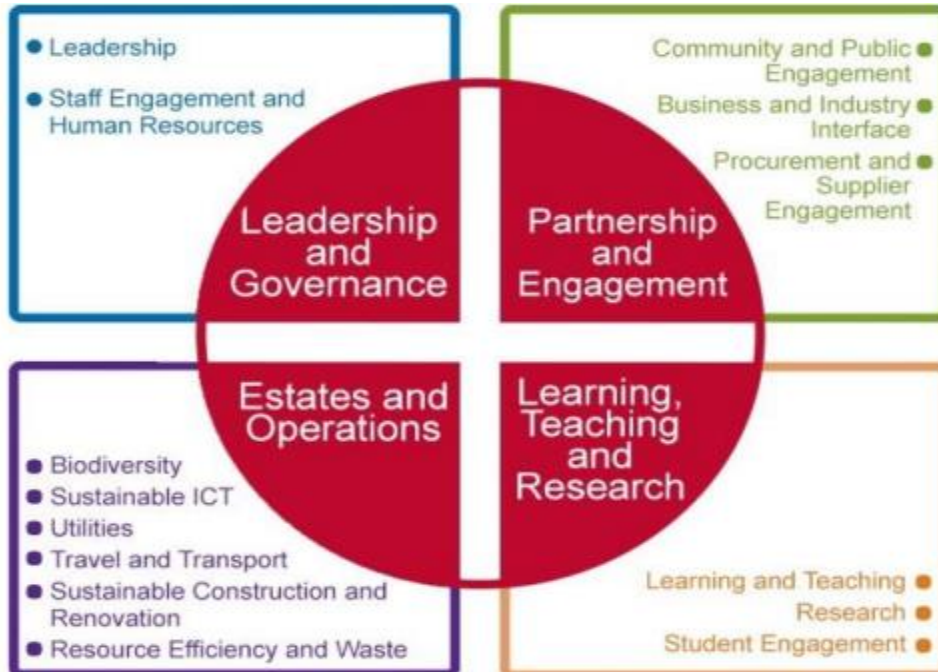 Leadership
Staff Engagement and
Human Resources
Community and Public
Engagement
Business and Industry
Interface
Procurement and
Supplier
Engagement
Leadership
and
Governance
Partnership
and
Engagement
Estates and
Operations
Learning,
Teaching
and
Research
Biodiversity
Sustainable ICT
Utilities
Travel and Transport
Sustainable Construction and
Renovation
Resource Efficiency and Waste
Learning and Teaching
Research
Student Engagement